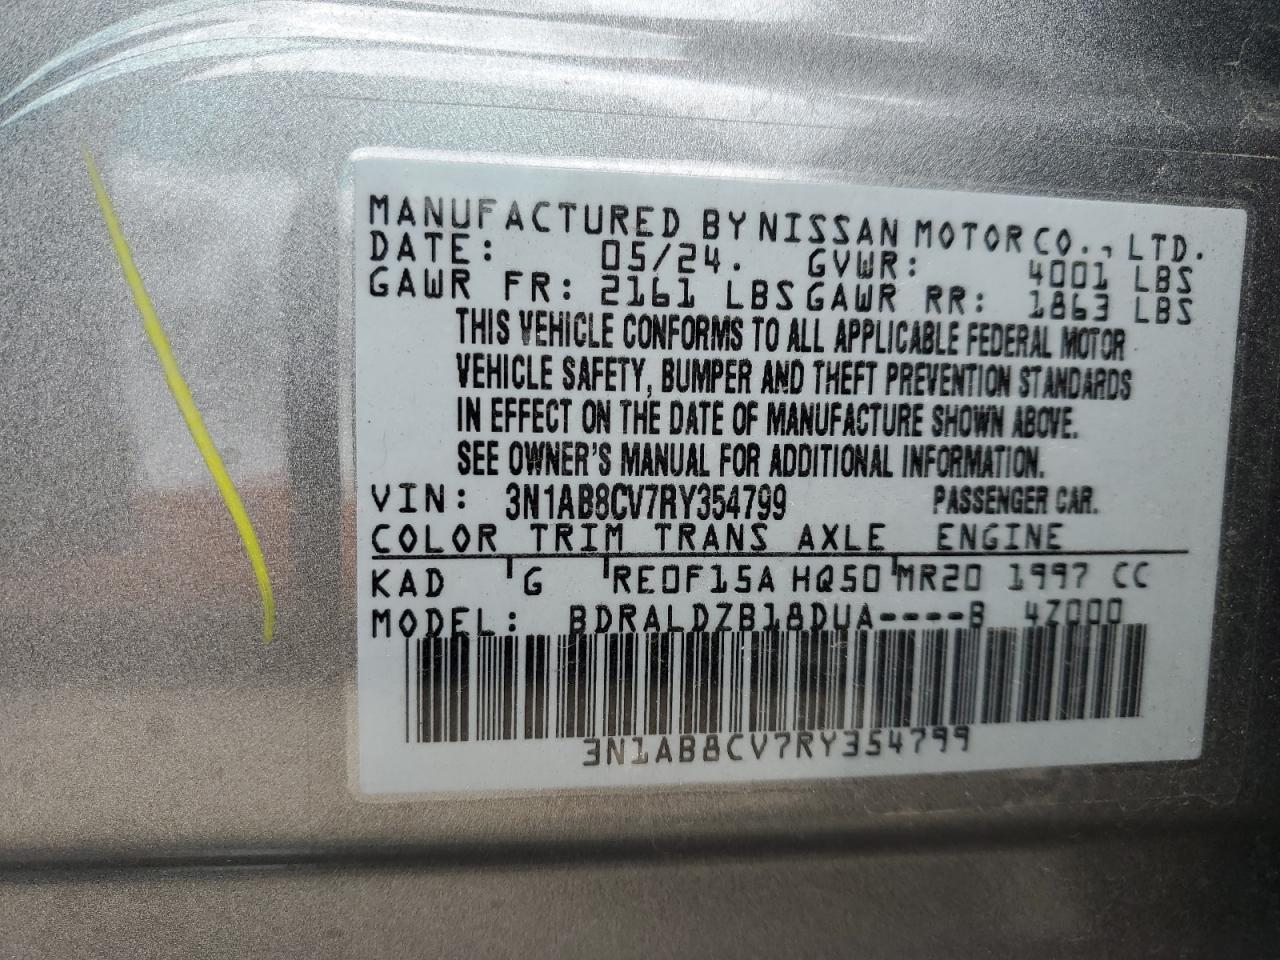 MANUFACTURED BY NISSAN MOTOR CO., LTD.
DATE: 05/24. GVWR: 4001 LBS
GAWR FR: 2161 LBS GAWR RR: 1863 LBS
THIS VEHICLE CONFORMS TO ALL APPLICABLE FEDERAL MOTOR
VEHICLE SAFETY, BUMPER AND THEFT PREVENTION STANDARDS
IN EFFECT ON THE DATE OF MANUFACTURE SHOWN ABOVE.
SEE OWNER'S MANUAL FOR ADDITIONAL INFORMATION.
VIN: 3N1AB8CV7RY354799 PASSENGER CAR.
COLOR TRIM TRANS AXLE ENGINE
KAD G RE0F15A HQ50 MR20 1997 CC
MODEL: BDRALDZB18DUA----B 4Z000
3N1AB8CV7RY354799